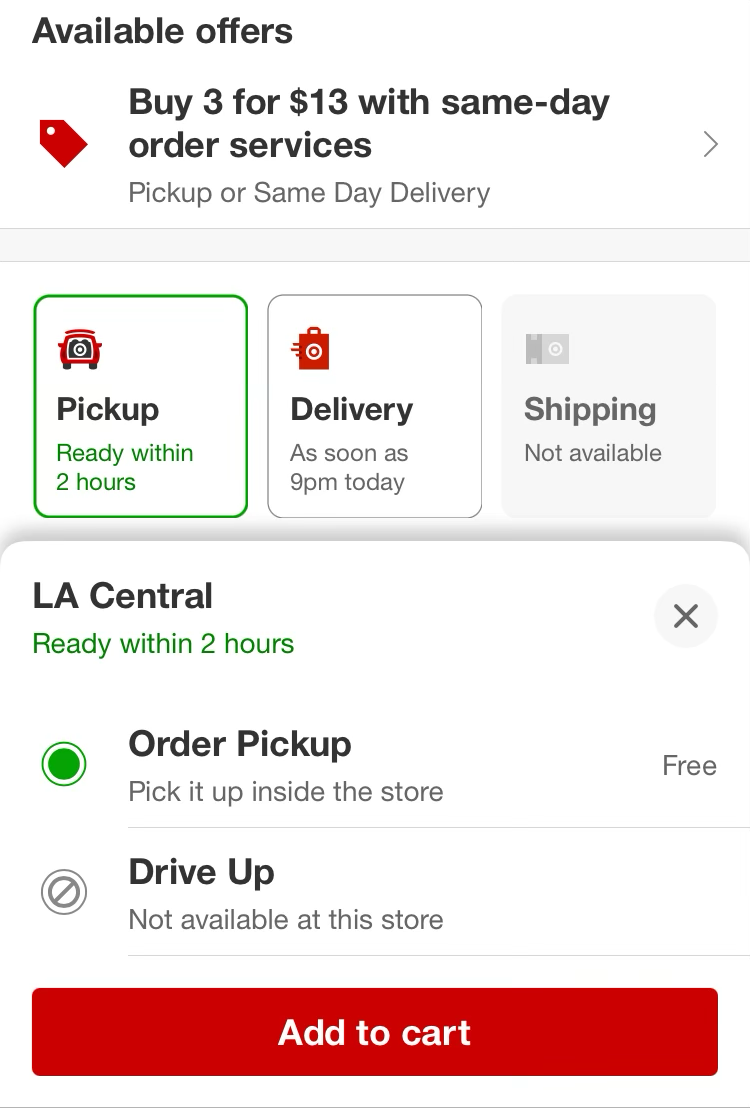 Available offers
Buy 3 for $13 with same-day
order services
Pickup or Same Day Delivery
Pickup
Ready within
2 hours
Delivery
As soon as
9pm today
Shipping
Not available
LA Central
Ready within 2 hours
Order Pickup
Pick it up inside the store
Free
Drive Up
Not available at this store
Add to cart